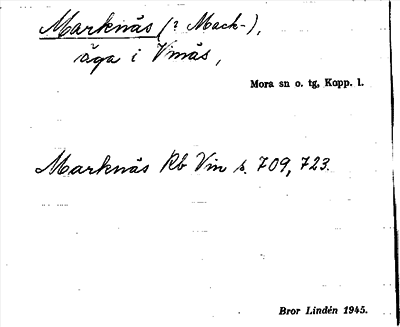 Marknäs (? Mack-),
äga i Vinäs,
Mora sn o. tg, Kopp. l.
Marknäs Rb Vin s. 709, 723.
Bror Lindén 1945.